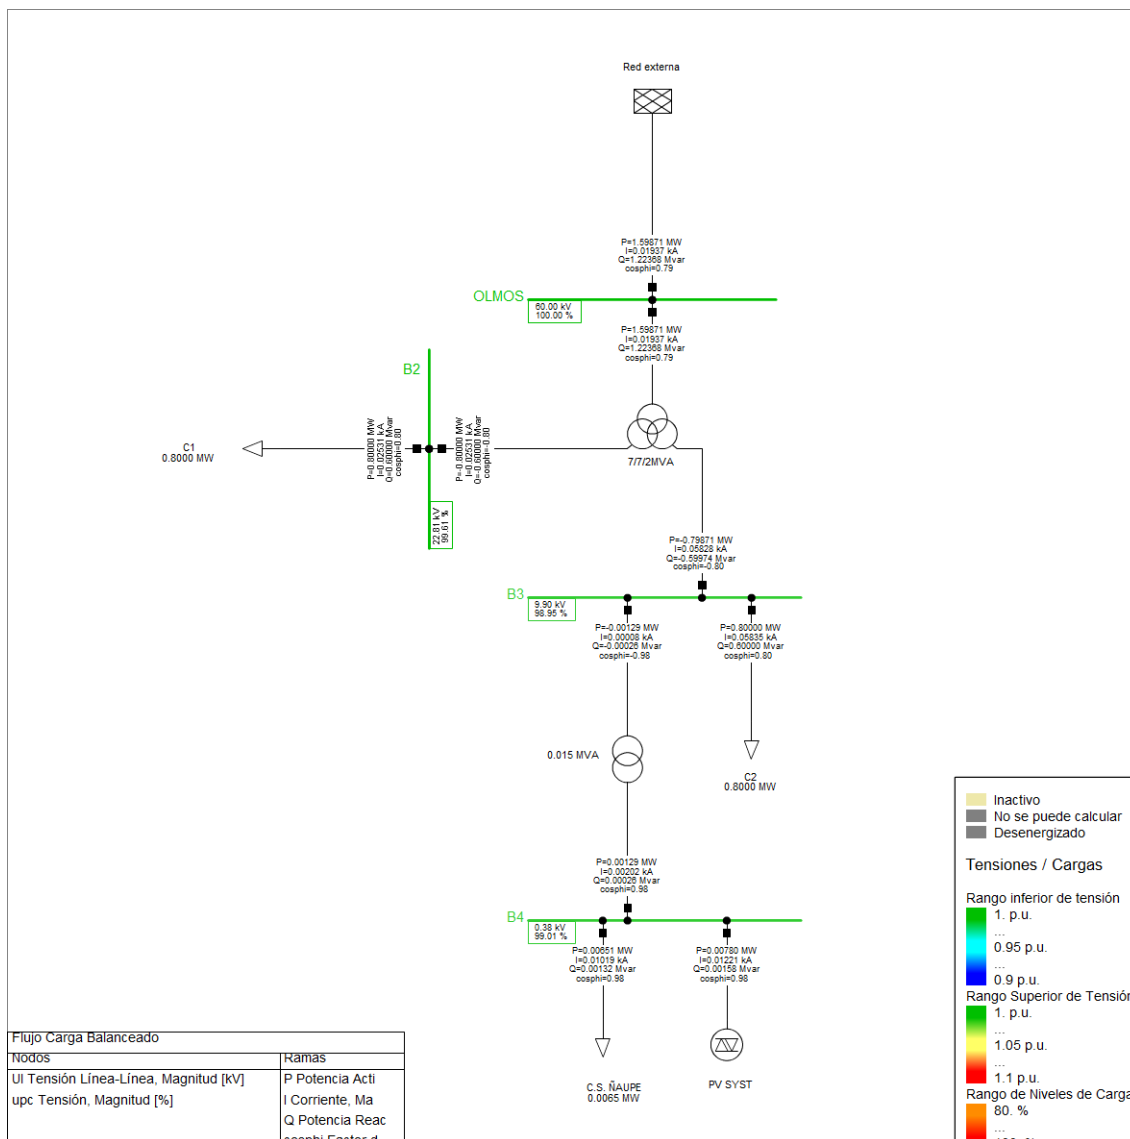 Red externa
P=1.59871 MW
I=0.01937 kA
Q=1.22368 Mvar
cosphi=0.79
OLMOS
60.00 kV
100.00 %
P=1.59871 MW
I=0.01937 kA
Q=1.22368 Mvar
cosphi=0.79
B2
C1
0.8000 MW
P=0.80000 MW
I=0.02531 kA
Q=0.60000 Mvar
cosphi=0.80
P=-0.80000 MW
I=0.02531 kA
Q=-0.60000 Mvar
cosphi=-0.80
22.81 kV
99.61 %
7/7/2MVA
P=-0.79871 MW
I=0.05828 kA
Q=-0.59974 Mvar
cosphi=-0.80
B3
9.90 kV
98.95 %
P=-0.00129 MW
I=0.00008 kA
Q=-0.00026 Mvar
cosphi=-0.98
P=0.80000 MW
I=0.05835 kA
Q=0.60000 Mvar
cosphi=0.80
0.015 MVA
C2
0.8000 MW
P=0.00129 MW
I=0.00202 kA
Q=0.00026 Mvar
cosphi=0.98
B4
0.38 kV
99.01 %
P=0.00651 MW
I=0.01019 kA
Q=0.00132 Mvar
cosphi=0.98
P=0.00780 MW
I=0.01221 kA
Q=0.00158 Mvar
cosphi=0.98
C.S. ÑAUPE
0.0065 MW
PV SYST
Inactivo
No se puede calcular
Desenergizado
Tensiones / Cargas
Rango inferior de tensión
1. p.u.
...
0.95 p.u.
...
0.9 p.u.
Rango Superior de Tensión
1. p.u.
...
1.05 p.u.
...
1.1 p.u.
Rango de Niveles de Carga
80. %
...
Flujo Carga Balanceado
Nodos Ramas
Ul Tensión Línea-Línea, Magnitud [kV] P Potencia Acti
upc Tensión, Magnitud [%] I Corriente, Ma
Q Potencia Reac